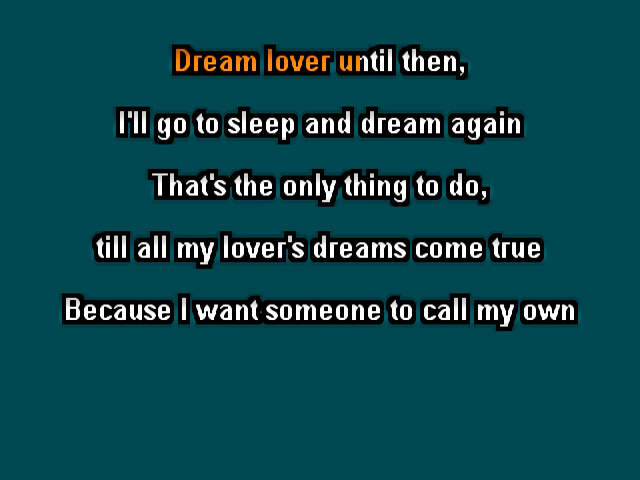 Dream lover until then,
I'll go to sleep and dream again
That's the only thing to do,
till all my lover's dreams come true
Because I want someone to call my own